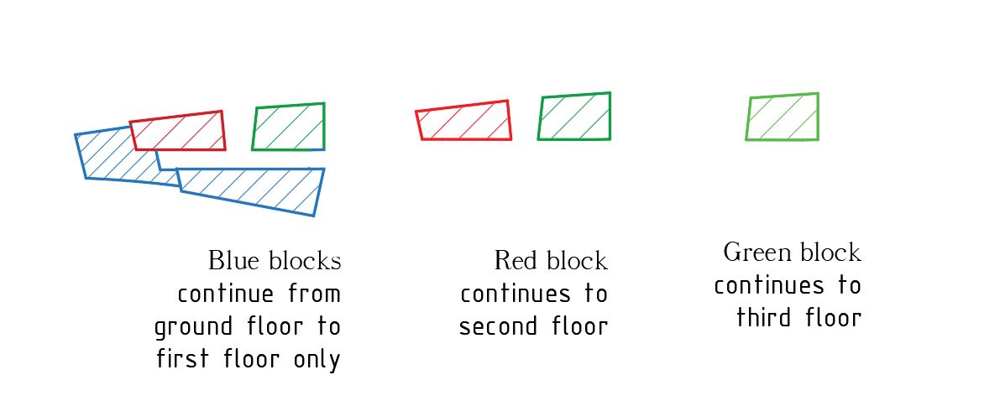 Blue blocks
continue from
ground floor to
first floor only
Red block
continues to
second floor
Green block
continues to
third floor